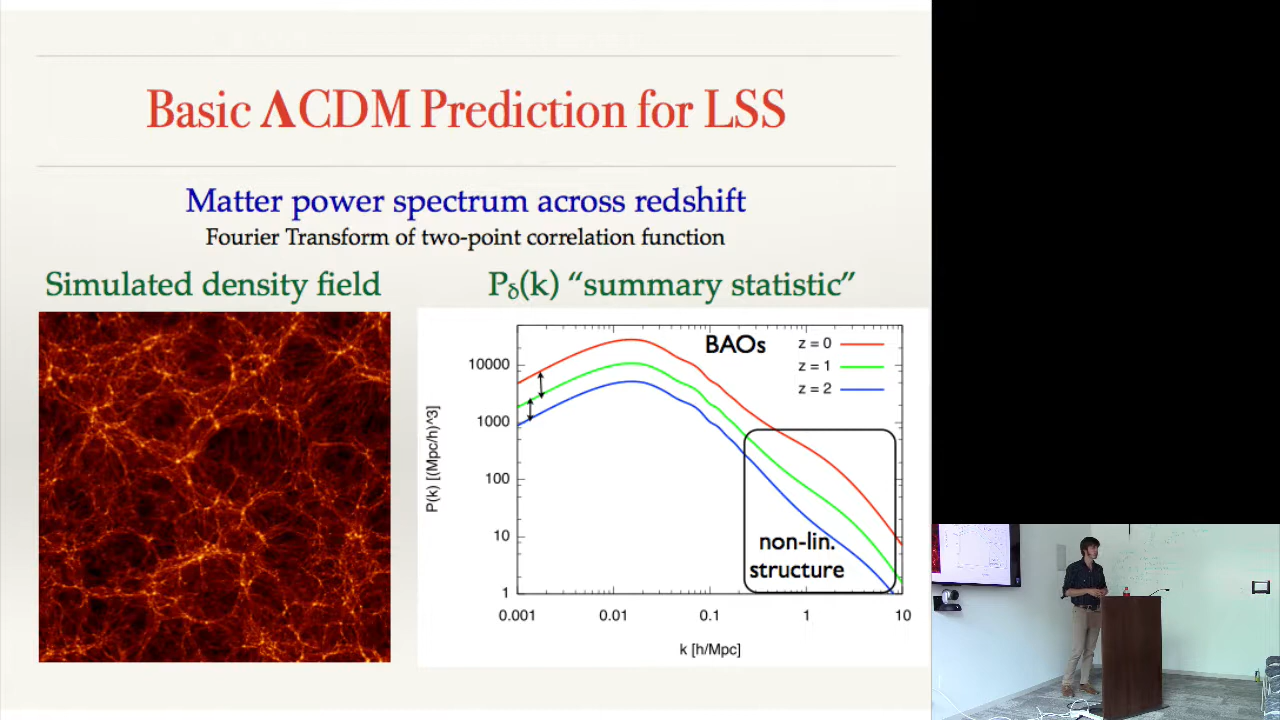 Basic ΛCDM Prediction for LSS
Matter power spectrum across redshift
Fourier Transform of two-point correlation function
Simulated density field
Pδ(k) “summary statistic”
BAOs
z = 0
z = 1
z = 2
10000
1000
100
10
1
P(k) [(Mpc/h)^3]
non-lin.
structure
0.001
0.01
0.1
1
10
k [h/Mpc]